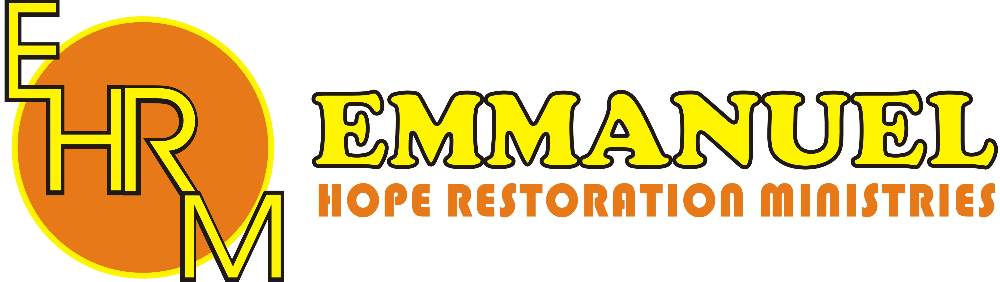 EHRM
EMMANUEL
HOPE RESTORATION MINISTRIES